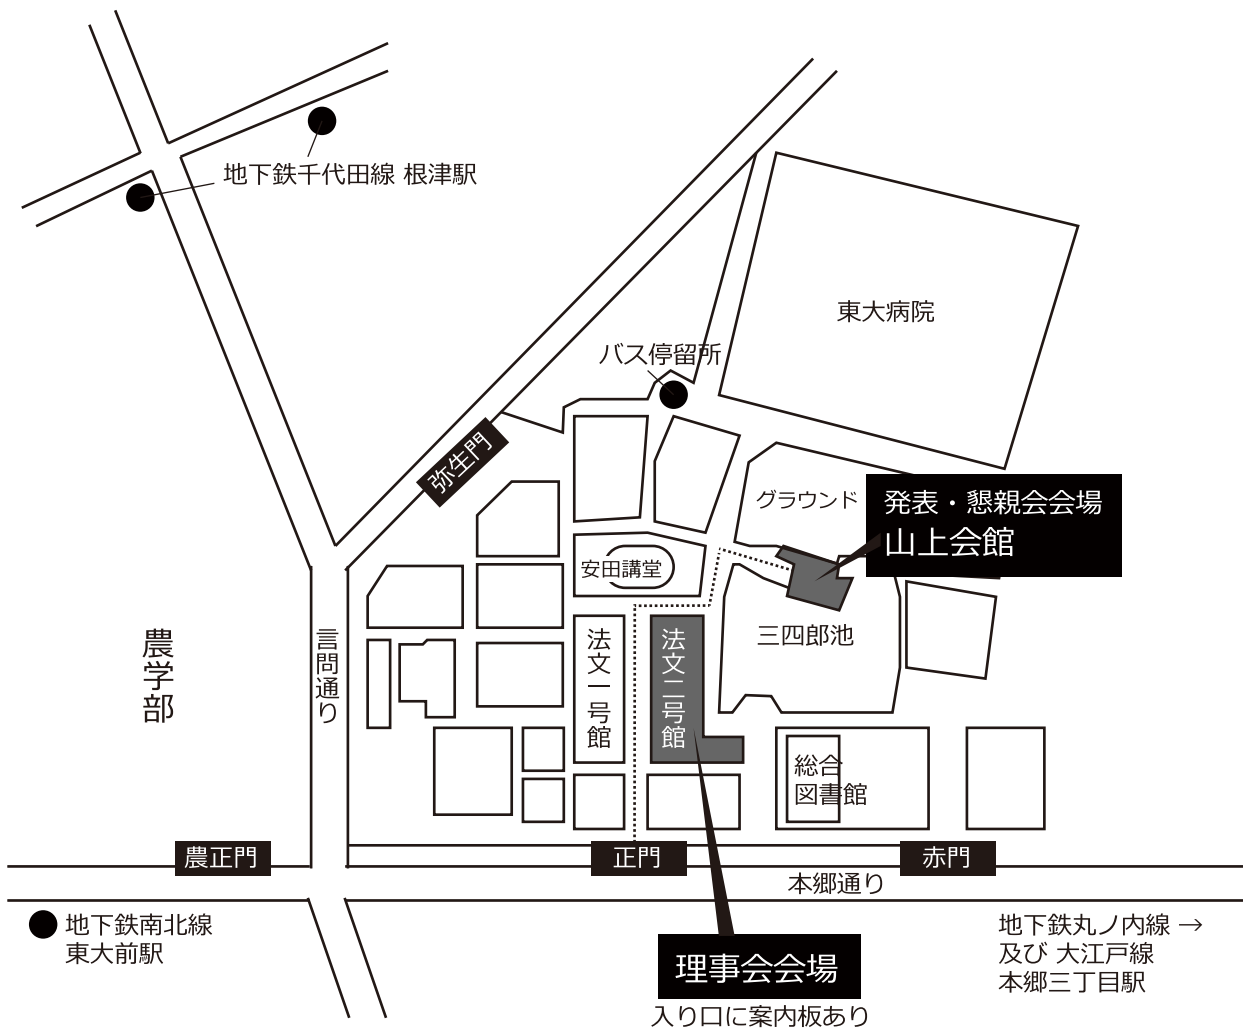 地下鉄千代田線 根津駅
東大病院
バス停留所
弥生門
グラウンド
発表・懇親会会場
山上会館
安田講堂
三四郎池
農学部
言問通り
法文一号館
法文二号館
総合
図書館
農正門
正門
赤門
本郷通り
地下鉄南北線
東大前駅
地下鉄丸ノ内線 →
及び 大江戸線
本郷三丁目駅
理事会会場
入り口に案内板あり